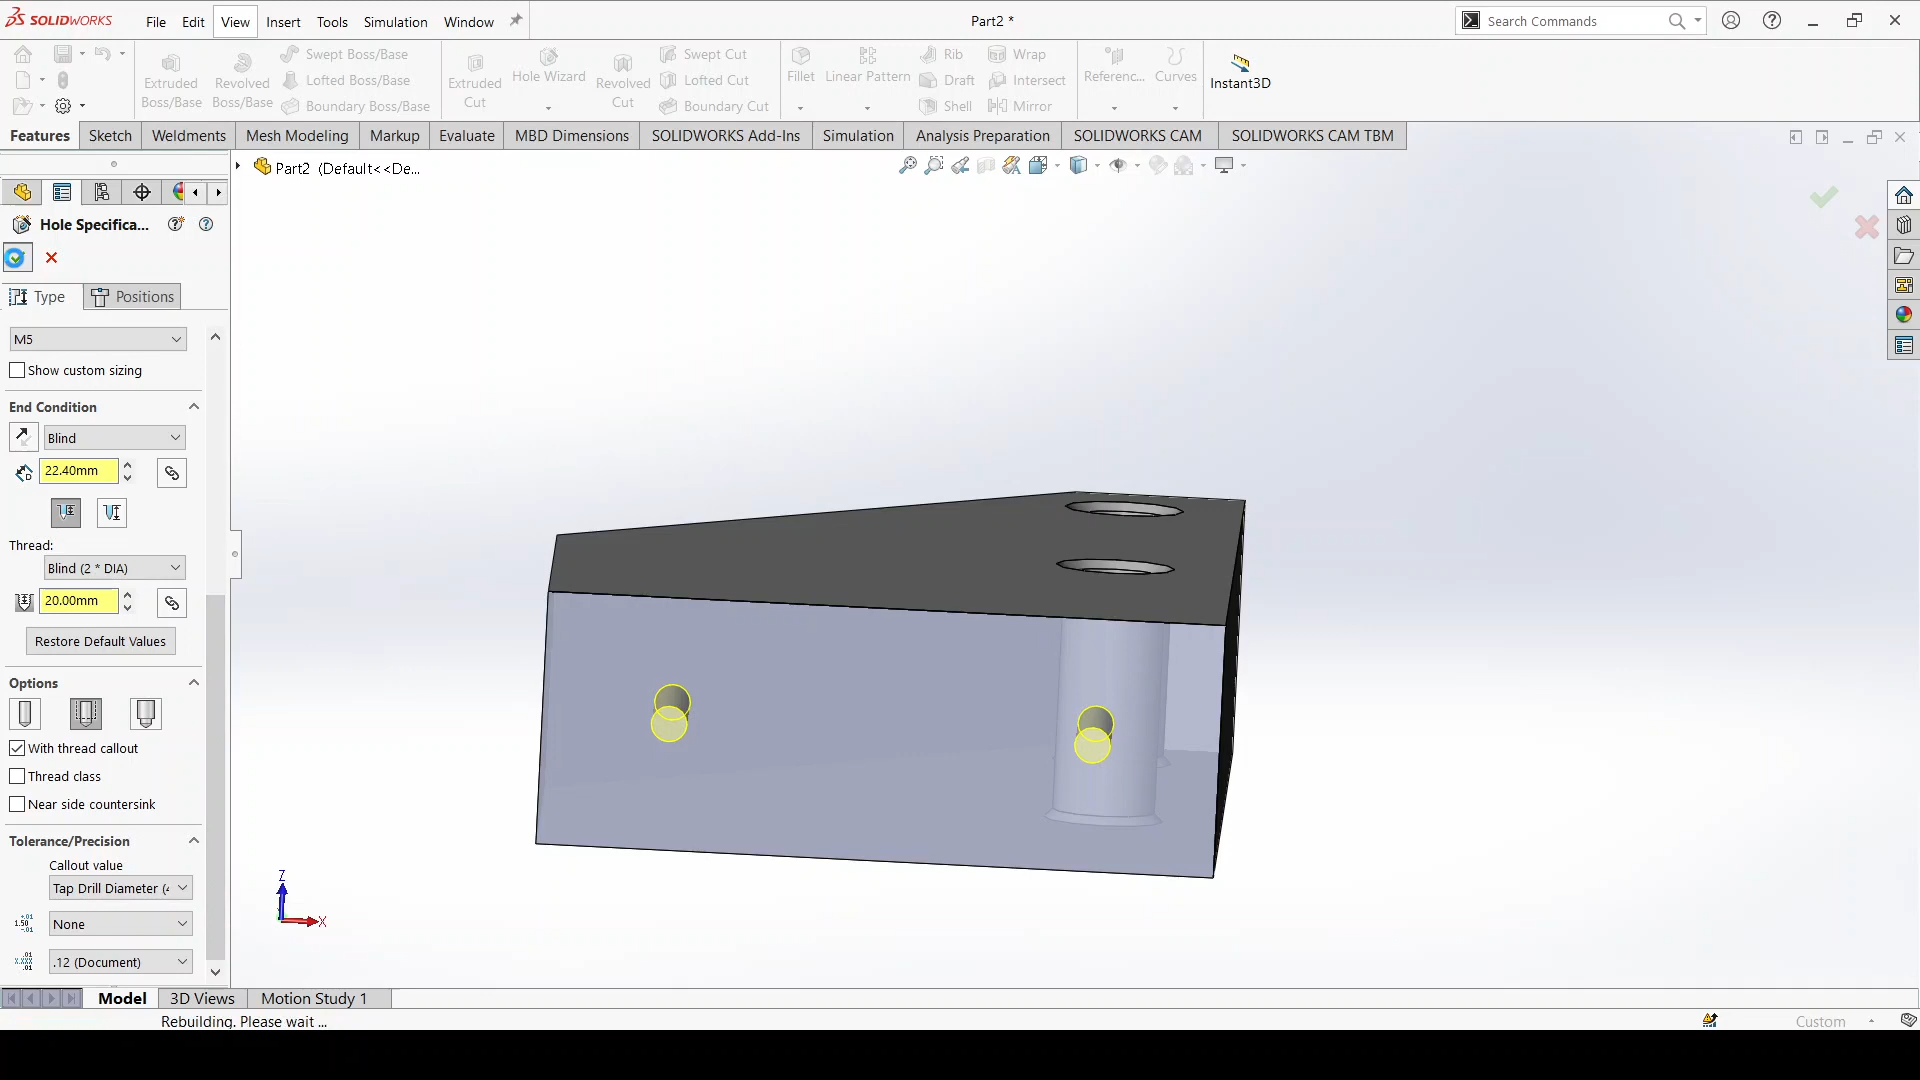 SOLIDWORKS
File Edit View Insert Tools Simulation Window
Part2 *
Search Commands
Extruded Boss/Base
Revolved Boss/Base
Swept Boss/Base
Lofted Boss/Base
Boundary Boss/Base
Extruded Cut
Hole Wizard
Revolved Cut
Swept Cut
Lofted Cut
Boundary Cut
Fillet
Linear Pattern
Rib
Draft
Shell
Wrap
Intersect
Mirror
Referenc...
Curves
Instant3D
Features Sketch Weldments Mesh Modeling Markup Evaluate MBD Dimensions SOLIDWORKS Add-Ins Simulation Analysis Preparation SOLIDWORKS CAM SOLIDWORKS CAM TBM
Part2 (Default<<De...
Hole Specifica...
Type Positions
M5
Show custom sizing
End Condition
Blind
22.40mm
Thread:
Blind (2 * DIA)
20.00mm
Restore Default Values
Options
With thread callout
Thread class
Near side countersink
Tolerance/Precision
Callout value
Tap Drill Diameter (
None
.12 (Document)
Z
X
Model 3D Views Motion Study 1
Rebuilding. Please wait ...
Custom